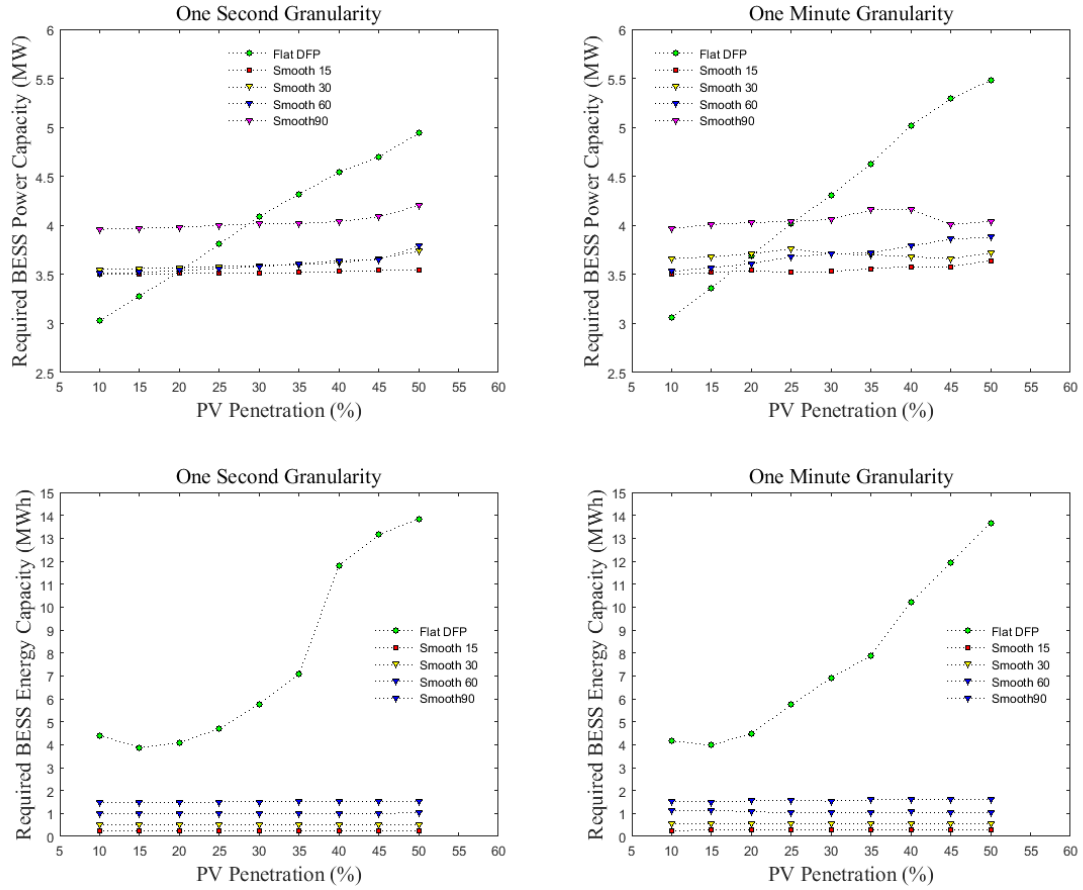 One Second Granularity
Required BESS Power Capacity (MW)
6
5.5
5
4.5
4
3.5
3
2.5
Flat DFP
Smooth 15
Smooth 30
Smooth 60
Smooth90
5 10 15 20 25 30 35 40 45 50 55 60
PV Penetration (%)
One Minute Granularity
Required BESS Power Capacity (MW)
6
5.5
5
4.5
4
3.5
3
2.5
Flat DFP
Smooth 15
Smooth 30
Smooth 60
Smooth90
5 10 15 20 25 30 35 40 45 50 55 60
PV Penetration (%)
One Second Granularity
Required BESS Energy Capacity (MWh)
15
14
13
12
11
10
9
8
7
6
5
4
3
2
1
0
Flat DFP
Smooth 15
Smooth 30
Smooth 60
Smooth90
5 10 15 20 25 30 35 40 45 50 55 60
PV Penetration (%)
One Minute Granularity
Required BESS Energy Capacity (MWh)
15
14
13
12
11
10
9
8
7
6
5
4
3
2
1
0
Flat DFP
Smooth 15
Smooth 30
Smooth 60
Smooth90
5 10 15 20 25 30 35 40 45 50 55 60
PV Penetration (%)